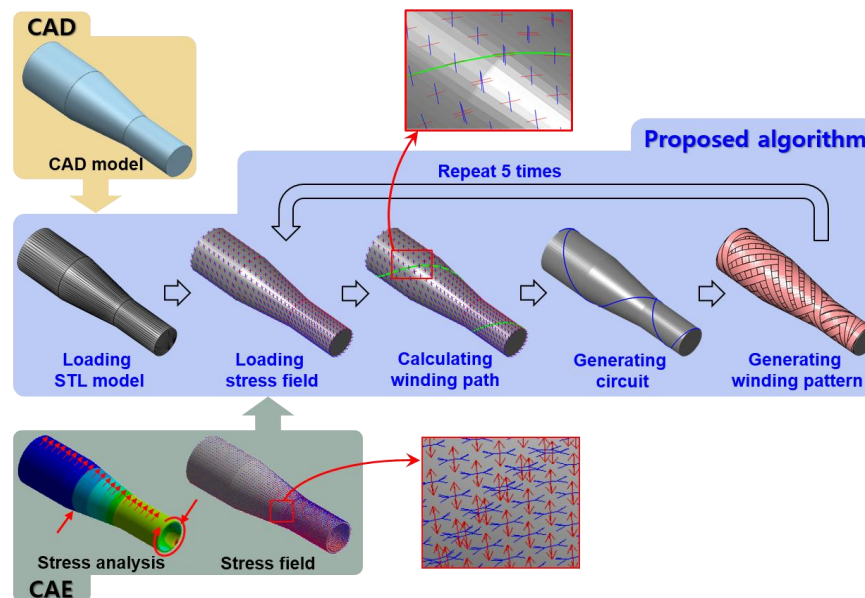 CAD
CAD model
Proposed algorithm
Repeat 5 times
Loading
STL model
Loading
stress field
Calculating
winding path
Generating
circuit
Generating
winding pattern
Stress analysis
Stress field
CAE